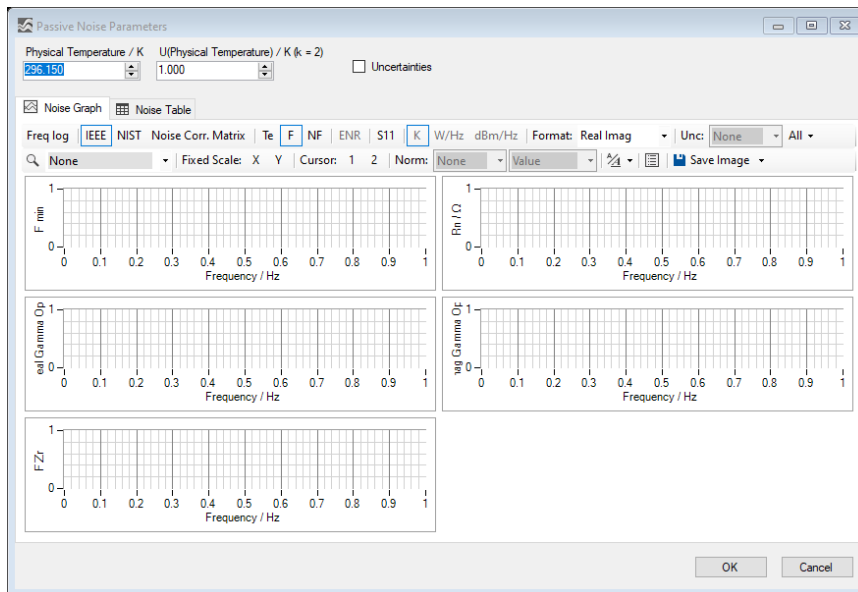 Passive Noise Parameters
Physical Temperature / K U(Physical Temperature) / K (k = 2)
296.150 1.000 Uncertainties
Noise Graph Noise Table
Freq log IEEE NIST Noise Corr. Matrix Te F NF ENR S11 K W/Hz dBm/Hz Format: Real Imag Unc: None All
None Fixed Scale: X Y Cursor: 1 2 Norm: None Value Save Image
F min
1
0
0 0.1 0.2 0.3 0.4 0.5 0.6 0.7 0.8 0.9 1
Frequency / Hz
Rn / Ω
1
0
0 0.1 0.2 0.3 0.4 0.5 0.6 0.7 0.8 0.9 1
Frequency / Hz
eal Gamma Op
1
0
0 0.1 0.2 0.3 0.4 0.5 0.6 0.7 0.8 0.9 1
Frequency / Hz
ag Gamma Op
1
0
0 0.1 0.2 0.3 0.4 0.5 0.6 0.7 0.8 0.9 1
Frequency / Hz
F Zr
1
0
0 0.1 0.2 0.3 0.4 0.5 0.6 0.7 0.8 0.9 1
Frequency / Hz
OK Cancel